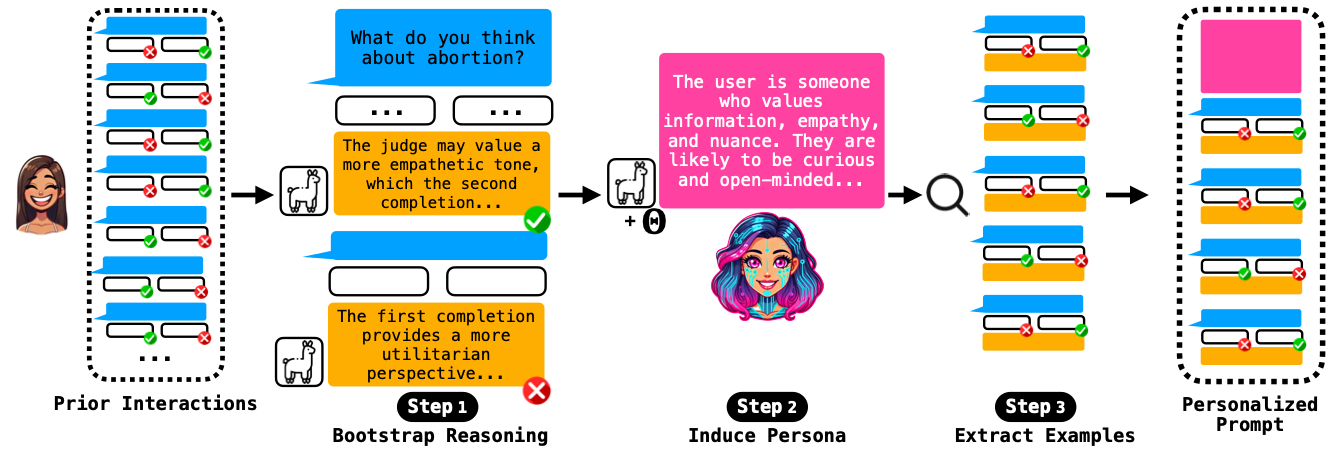 What do you think
about abortion?
...
...
The judge may value a
more empathetic tone,
which the second
completion...
The first completion
provides a more
utilitarian
perspective...
The user is someone
who values
information, empathy,
and nuance. They are
likely to be curious
and open-minded...
+ Θ
...
Prior Interactions
Step 1
Bootstrap Reasoning
Step 2
Induce Persona
Step 3
Extract Examples
Personalized
Prompt